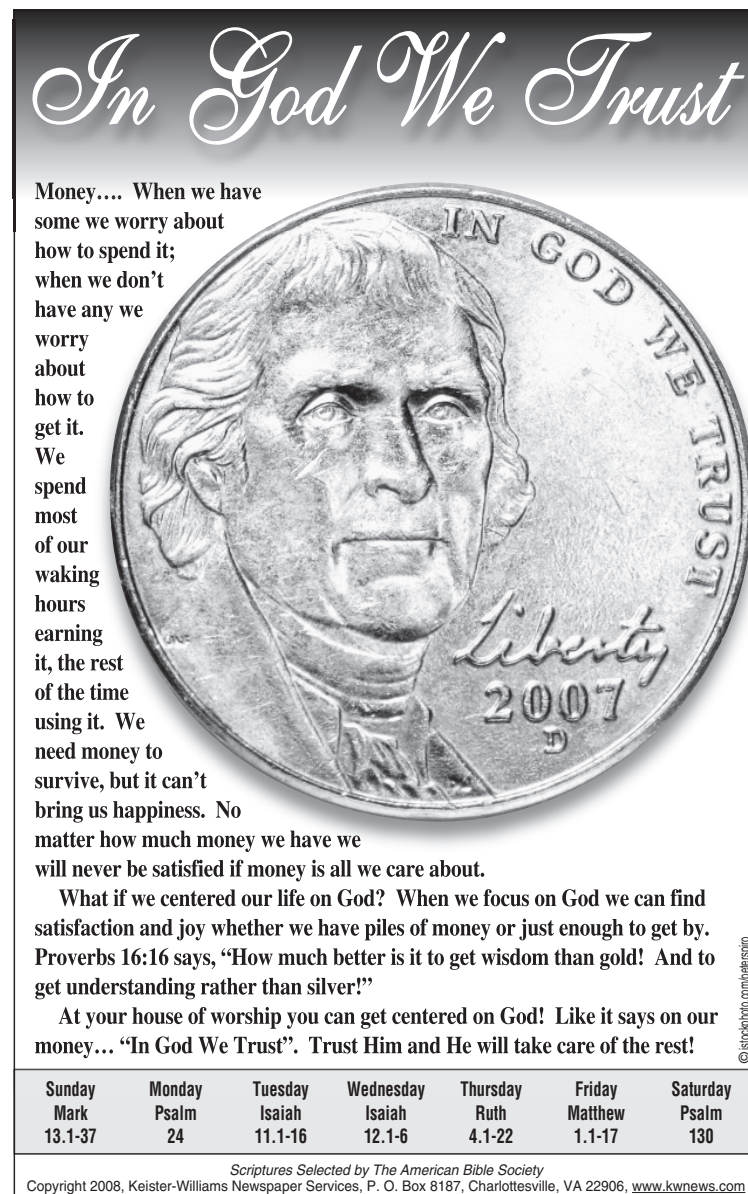 In God We Trust
Money.... When we have
some we worry about
how to spend it;
when we don't
have any we
worry
about
how to
get it.
We
spend
most
of our
waking
hours
earning
it, the rest
of the time
using it. We
need money to
survive, but it can't
bring us happiness. No
matter how much money we have we
will never be satisfied if money is all we care about.
What if we centered our life on God? When we focus on God we can find
satisfaction and joy whether we have piles of money or just enough to get by.
Proverbs 16:16 says, “How much better is it to get wisdom than gold! And to
get understanding rather than silver!”
At your house of worship you can get centered on God! Like it says on our
money… “In God We Trust”. Trust Him and He will take care of the rest!
IN GOD WE TRUST
Liberty
2007
D
©istockphoto.com/peterspiro
Sunday Monday Tuesday Wednesday Thursday Friday Saturday
Mark Psalm Isaiah Isaiah Ruth Matthew Psalm
13.1-37 24 11.1-16 12.1-6 4.1-22 1.1-17 130
Scriptures Selected by The American Bible Society
Copyright 2008, Keister-Williams Newspaper Services, P. O. Box 8187, Charlottesville, VA 22906, www.kwnews.com